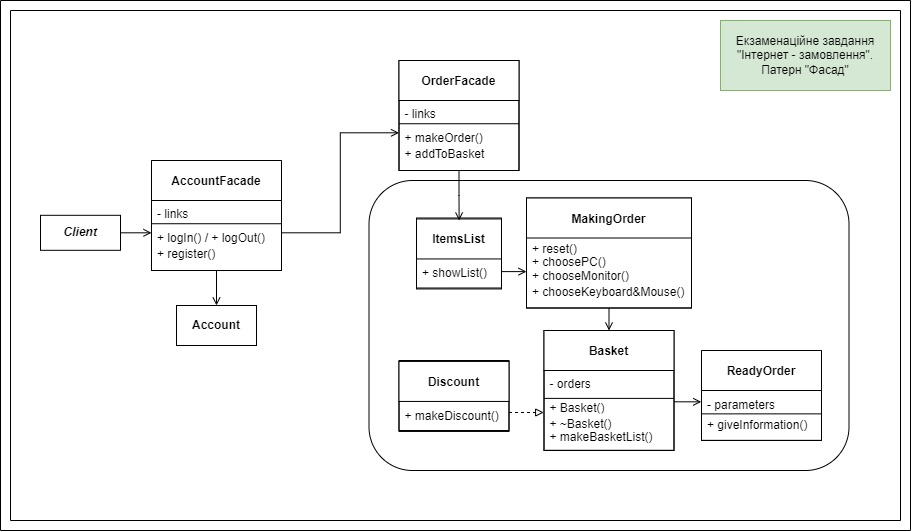 Екзаменаційне завдання
"Інтернет - замовлення".
Патерн "Фасад"
OrderFacade
- links
+ makeOrder()
+ addToBasket
AccountFacade
- links
+ logIn() / + logOut()
+ register()
Client
Account
ItemsList
+ showList()
MakingOrder
+ reset()
+ choosePC()
+ chooseMonitor()
+ chooseKeyboard&Mouse()
Basket
- orders
+ Basket()
+ ~Basket()
+ makeBasketList()
Discount
+ makeDiscount()
ReadyOrder
- parameters
+ giveInformation()